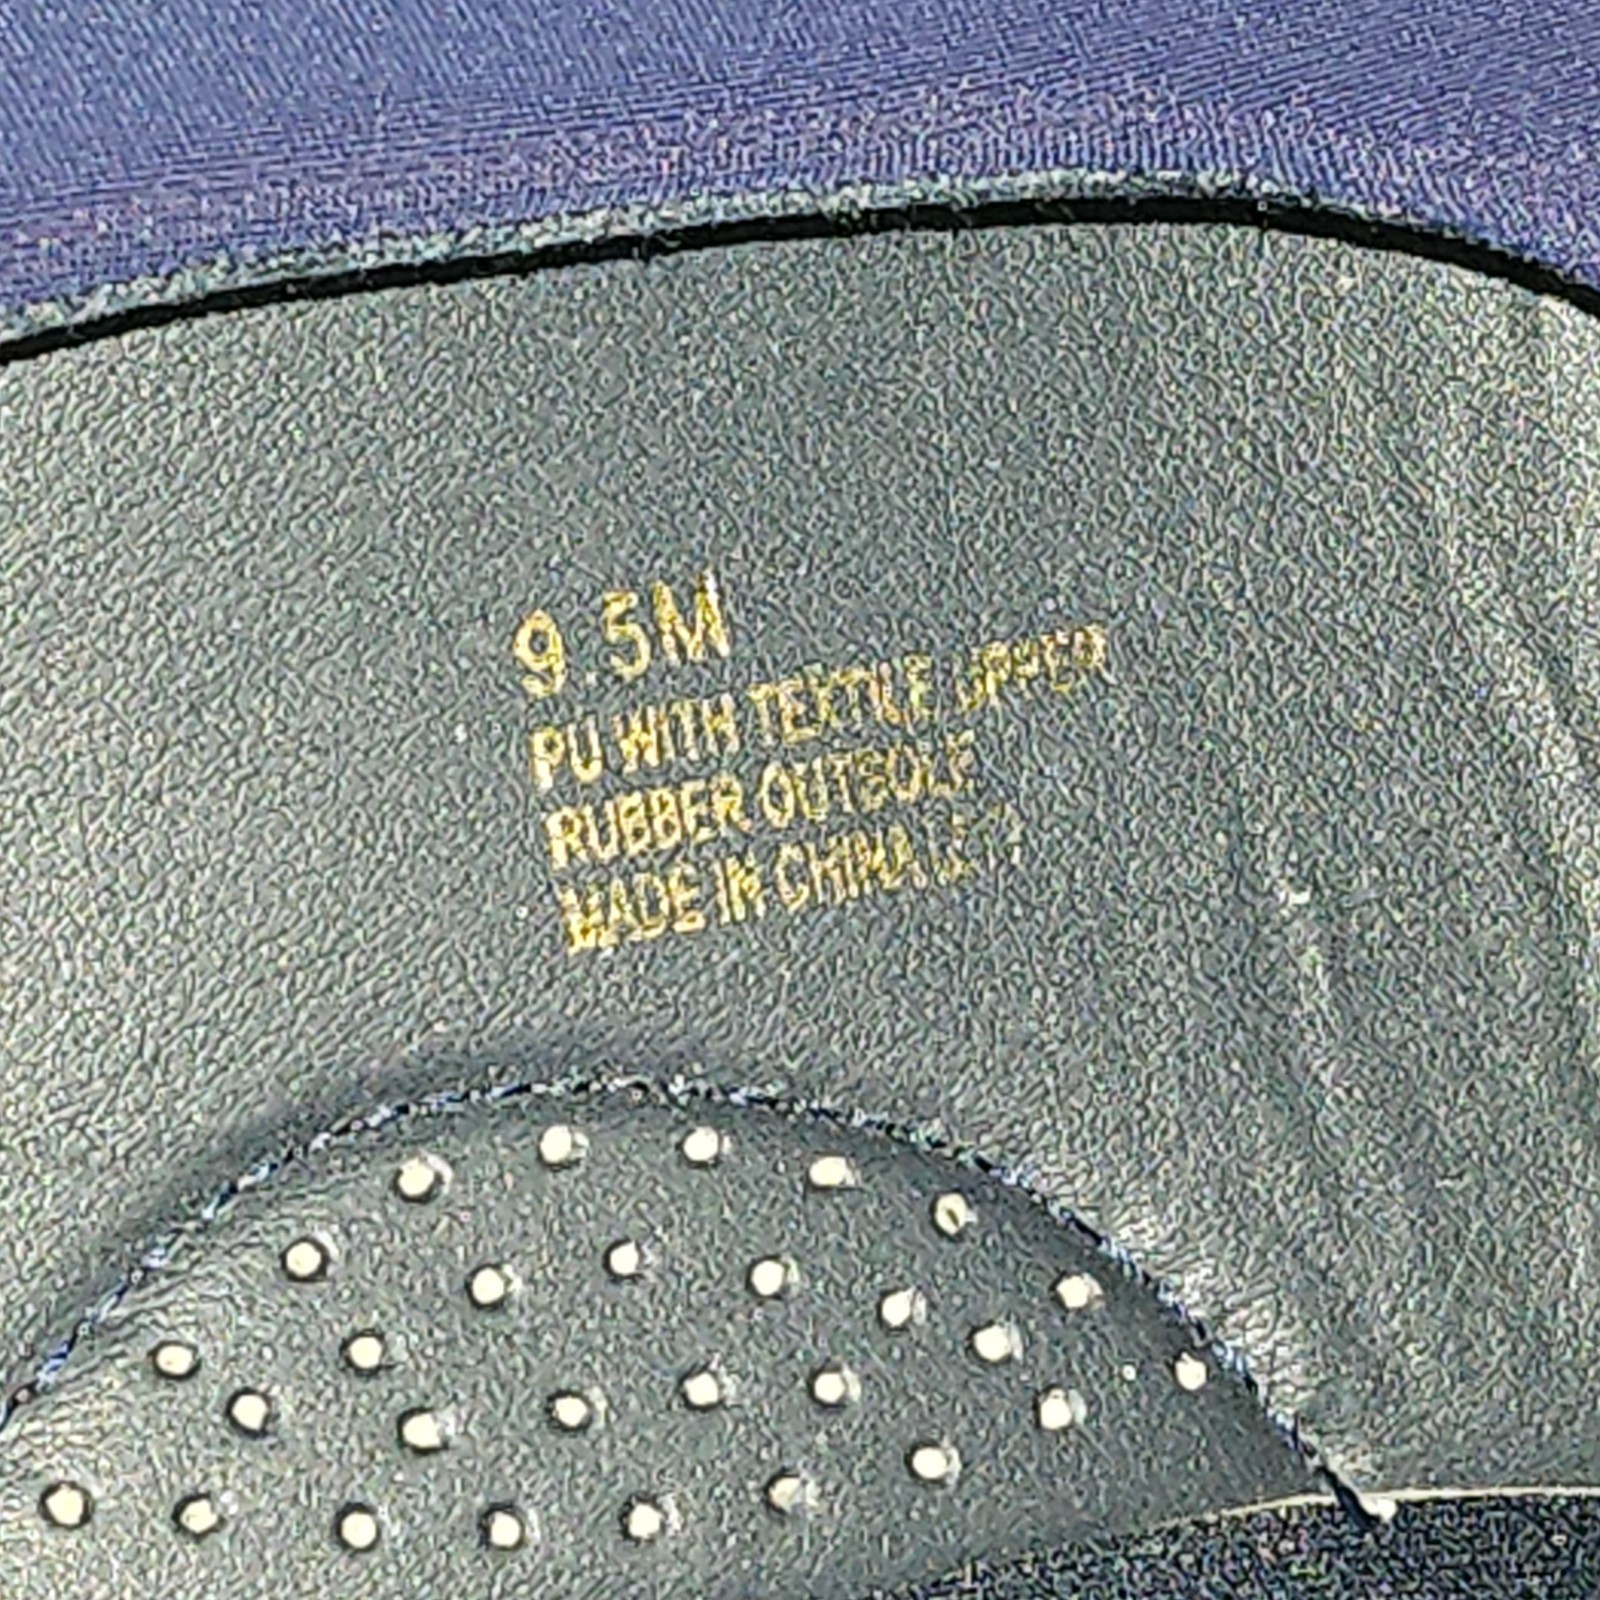 9.5M
PU WITH TEXTILE UPPER
RUBBER OUTSOLE
MADE IN CHINA